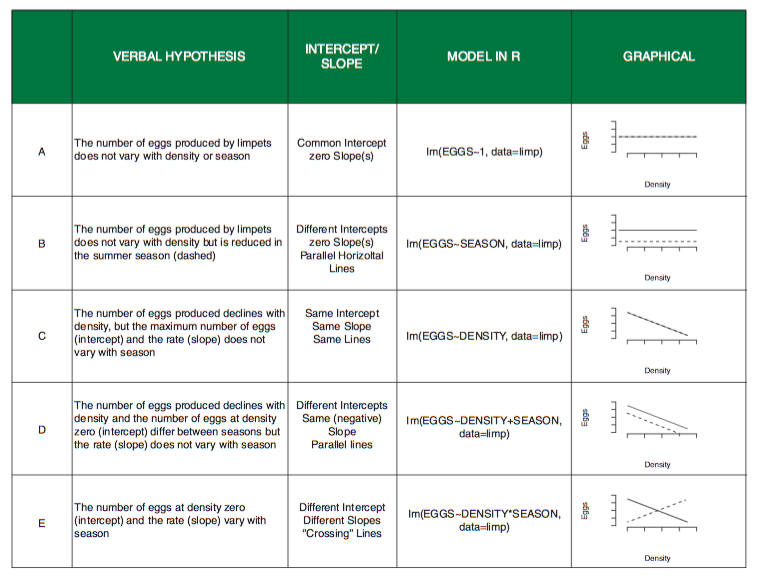 VERBAL HYPOTHESIS
INTERCEPT/
SLOPE
MODEL IN R
GRAPHICAL
A
The number of eggs produced by limpets
does not vary with density or season
Common Intercept
zero Slope(s)
lm(EGGS~1, data=limp)
Eggs
Density
B
The number of eggs produced by limpets
does not vary with density but is reduced in
the summer season (dashed)
Different Intercepts
zero Slope(s)
Parallel Horizoltal
Lines
lm(EGGS~SEASON, data=limp)
Eggs
Density
C
The number of eggs produced declines with
density, but the maximum number of eggs
(intercept) and the rate (slope) does not
vary with season
Same Intercept
Same Slope
Same Lines
lm(EGGS~DENSITY, data=limp)
Eggs
Density
D
The number of eggs produced declines with
density and the number of eggs at density
zero (intercept) differ between seasons but
the rate (slope) does not vary with season
Different Intercepts
Same (negative)
Slope
Parallel lines
lm(EGGS~DENSITY+SEASON,
data=limp)
Eggs
Density
E
The number of eggs at density zero
(intercept) and the rate (slope) vary with
season
Different Intercept
Different Slopes
"Crossing" Lines
lm(EGGS~DENSITY*SEASON,
data=limp)
Eggs
Density